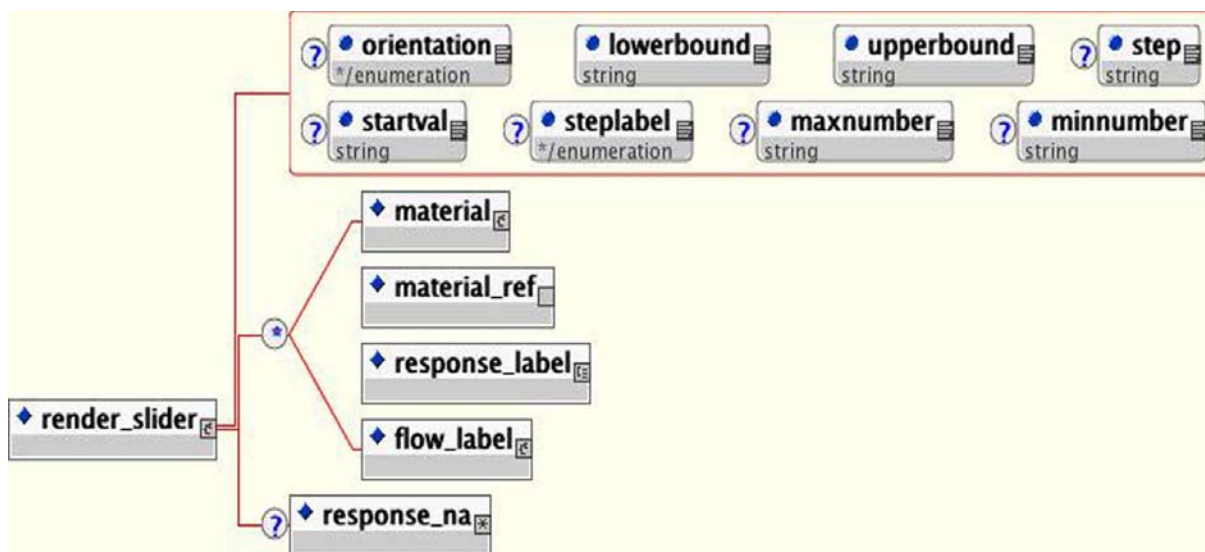 ? orientation lowerbound upperbound ? step
*/enumeration string string string
? startval ? steplabel ? maxnumber ? minnumber
string */enumeration string string
material
material_ref
*
response_label
render_slider
flow_label
? response_na *